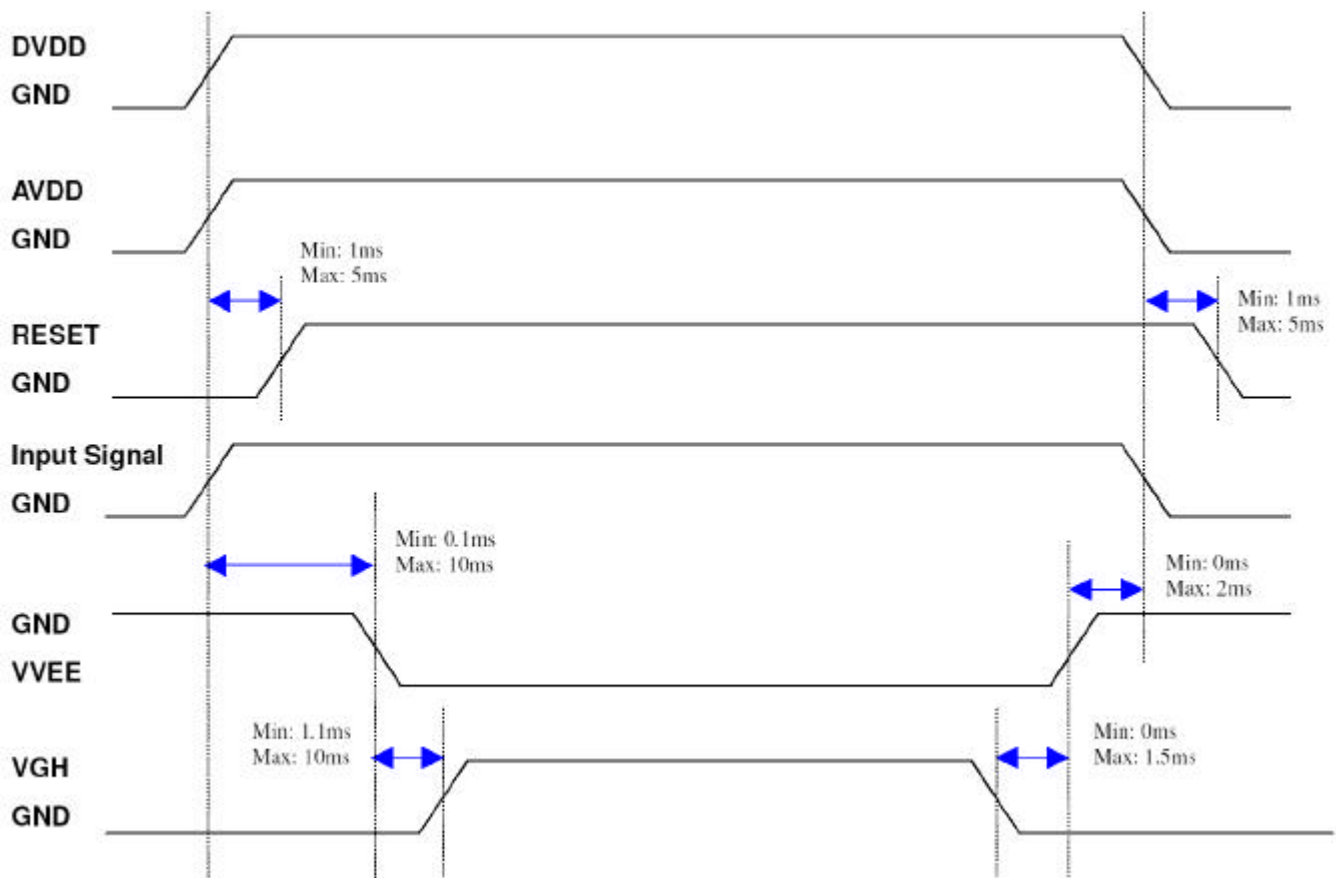 DVDD
GND
AVDD
GND
Min: 1ms
Max: 5ms
Min: 1ms
Max: 5ms
RESET
GND
Input Signal
GND
Min: 0.1ms
Max: 10ms
Min: 0ms
Max: 2ms
GND
VVEE
Min: 1.1ms
Max: 10ms
Min: 0ms
Max: 1.5ms
VGH
GND